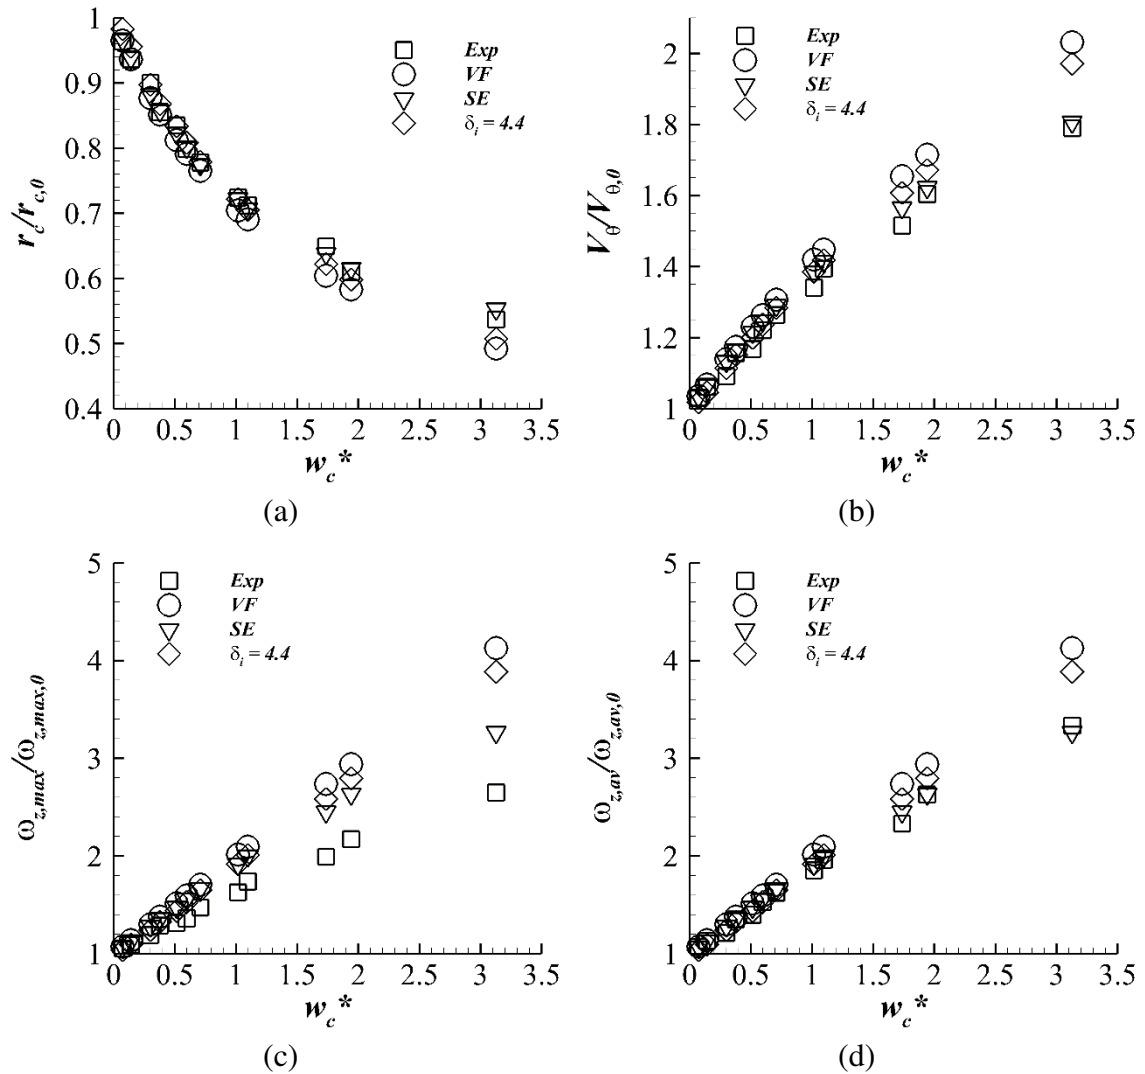 1
0.9
0.8
0.7
0.6
0.5
0.4
r_c/r_{c,0}
Exp
VF
SE
δ_i = 4.4
0 0.5 1 1.5 2 2.5 3 3.5
w_c*
(a)
2
1.8
1.6
1.4
1.2
1
V_θ/V_{θ,0}
Exp
VF
SE
δ_i = 4.4
0 0.5 1 1.5 2 2.5 3 3.5
w_c*
(b)
5
4
3
2
1
ω_{z,max}/ω_{z,max,0}
Exp
VF
SE
δ_i = 4.4
0 0.5 1 1.5 2 2.5 3 3.5
w_c*
(c)
5
4
3
2
1
ω_{z,av}/ω_{z,av,0}
Exp
VF
SE
δ_i = 4.4
0 0.5 1 1.5 2 2.5 3 3.5
w_c*
(d)